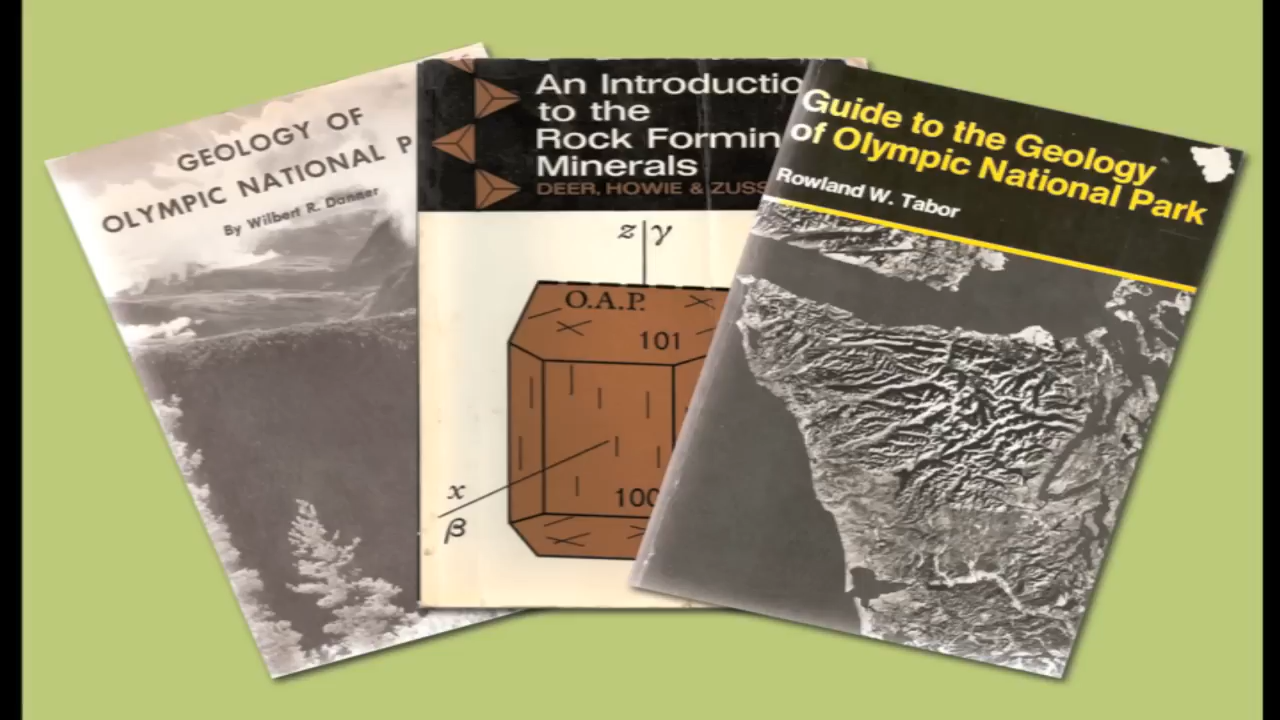 GEOLOGY OF
OLYMPIC NATIONAL P
By Wilbert R. Danner
An Introductio
to the
Rock Formin
Minerals
DEER, HOWIE & ZUSS
z γ
O.A.P.
101
100
x
β
Guide to the Geology
of Olympic National Park
Rowland W. Tabor